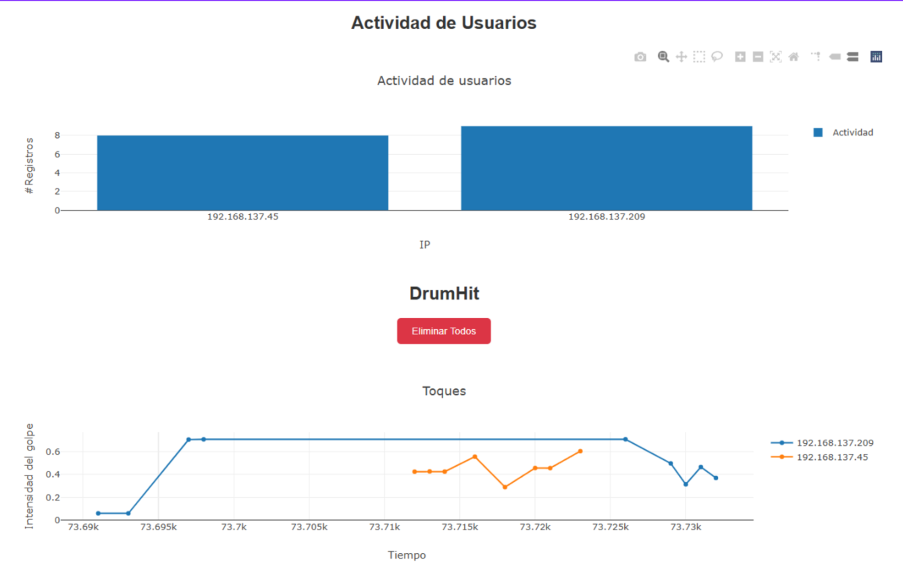 Actividad de Usuarios
Actividad de usuarios
# Registros
8
6
4
2
0
192.168.137.45
192.168.137.209
IP
Actividad
DrumHit
Eliminar Todos
Toques
Intensidad del golpe
0.6
0.4
0.2
0
73.69k
73.695k
73.7k
73.705k
73.71k
73.715k
73.72k
73.725k
73.73k
Tiempo
192.168.137.209
192.168.137.45